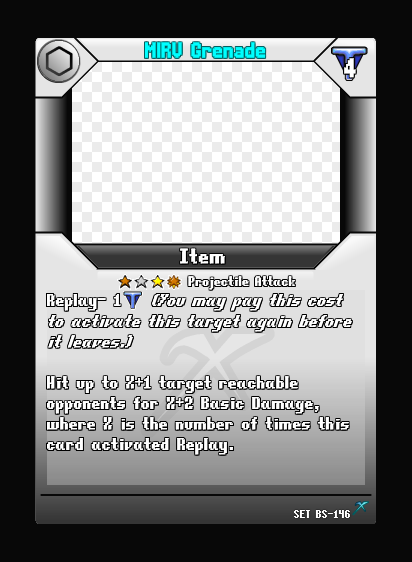 MIRV Grenade
4
Item
Projectile Attack
Replay- 1 (You may pay this cost
to activate this target again before
it leaves.)
Hit up to X+1 target reachable
opponents for X+2 Basic Damage,
where X is the number of times this
card activated Replay.
SET BS-146